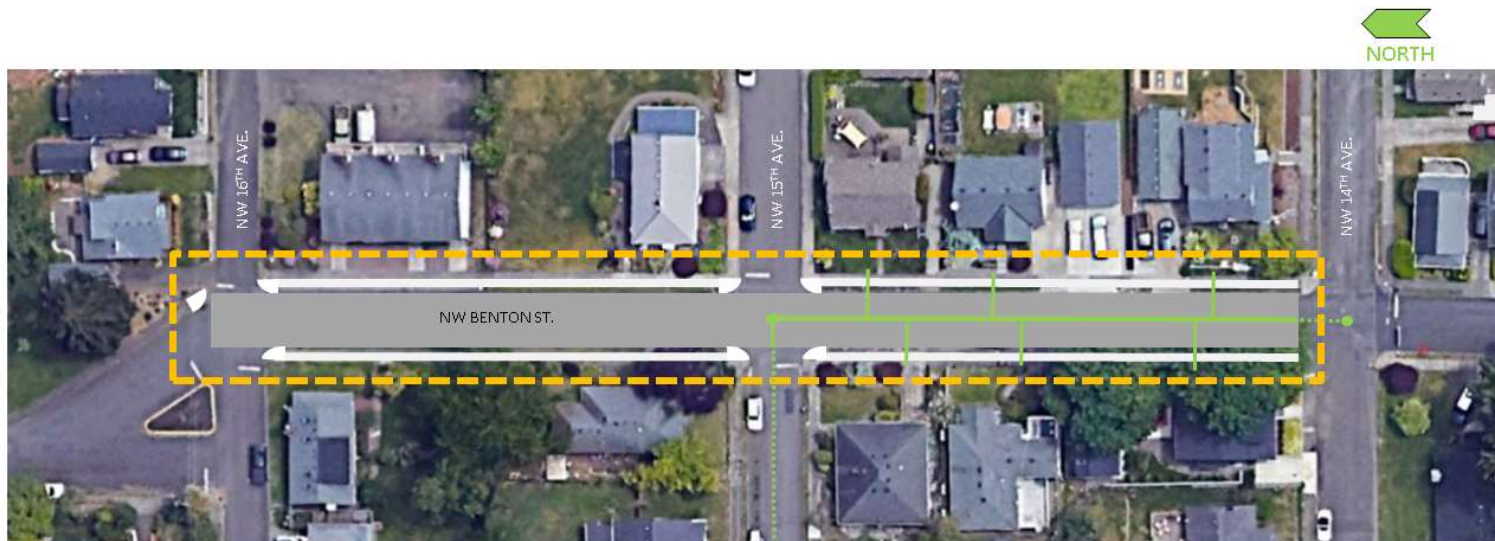 NORTH
NW 16TH AVE.
NW 15TH AVE.
NW 14TH AVE.
NW BENTON ST.